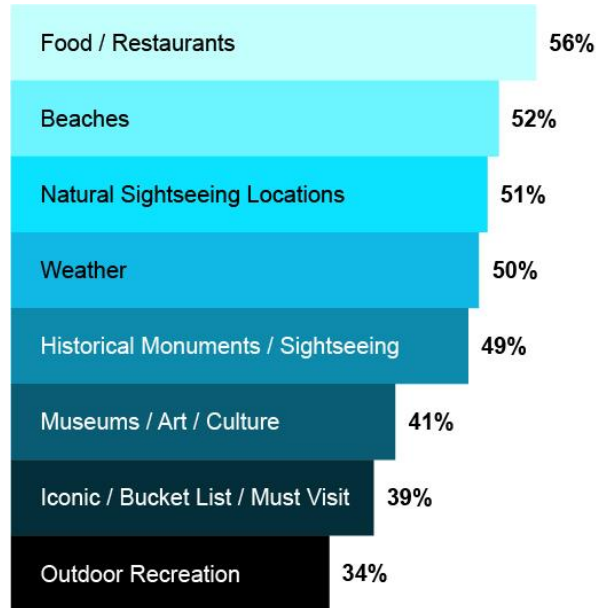 Food / Restaurants 56%
Beaches 52%
Natural Sightseeing Locations 51%
Weather 50%
Historical Monuments / Sightseeing 49%
Museums / Art / Culture 41%
Iconic / Bucket List / Must Visit 39%
Outdoor Recreation 34%